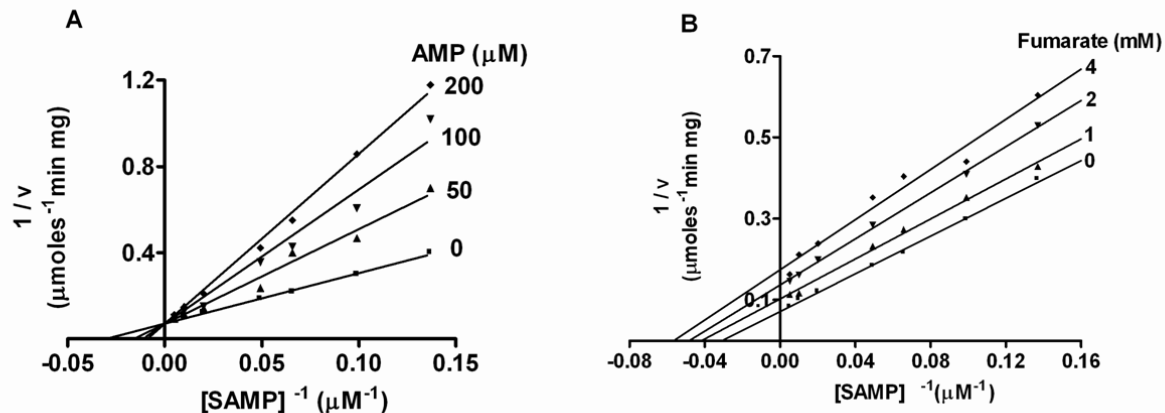 A
AMP (μM)
200
100
50
0
1.2
0.8
0.4
1 / v
(μmoles⁻¹min mg)
-0.05
0.00
0.05
0.10
0.15
[SAMP] ⁻¹ (μM⁻¹)
B
Fumarate (mM)
4
2
1
0
0.7
0.5
0.3
0.1
1 / v
(μmoles⁻¹min mg)
-0.08
-0.04
0.00
0.04
0.08
0.12
0.16
[SAMP] ⁻¹(μM⁻¹)